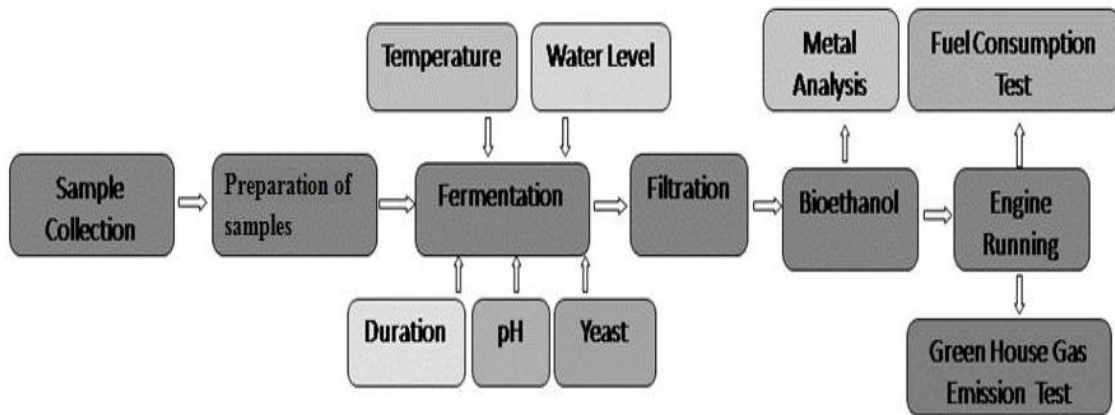 Temperature
Water Level
Metal
Analysis
Fuel Consumption
Test
Sample
Collection
Preparation of
samples
Fermentation
Filtration
Bioethanol
Engine
Running
Duration
pH
Yeast
Green House Gas
Emission Test